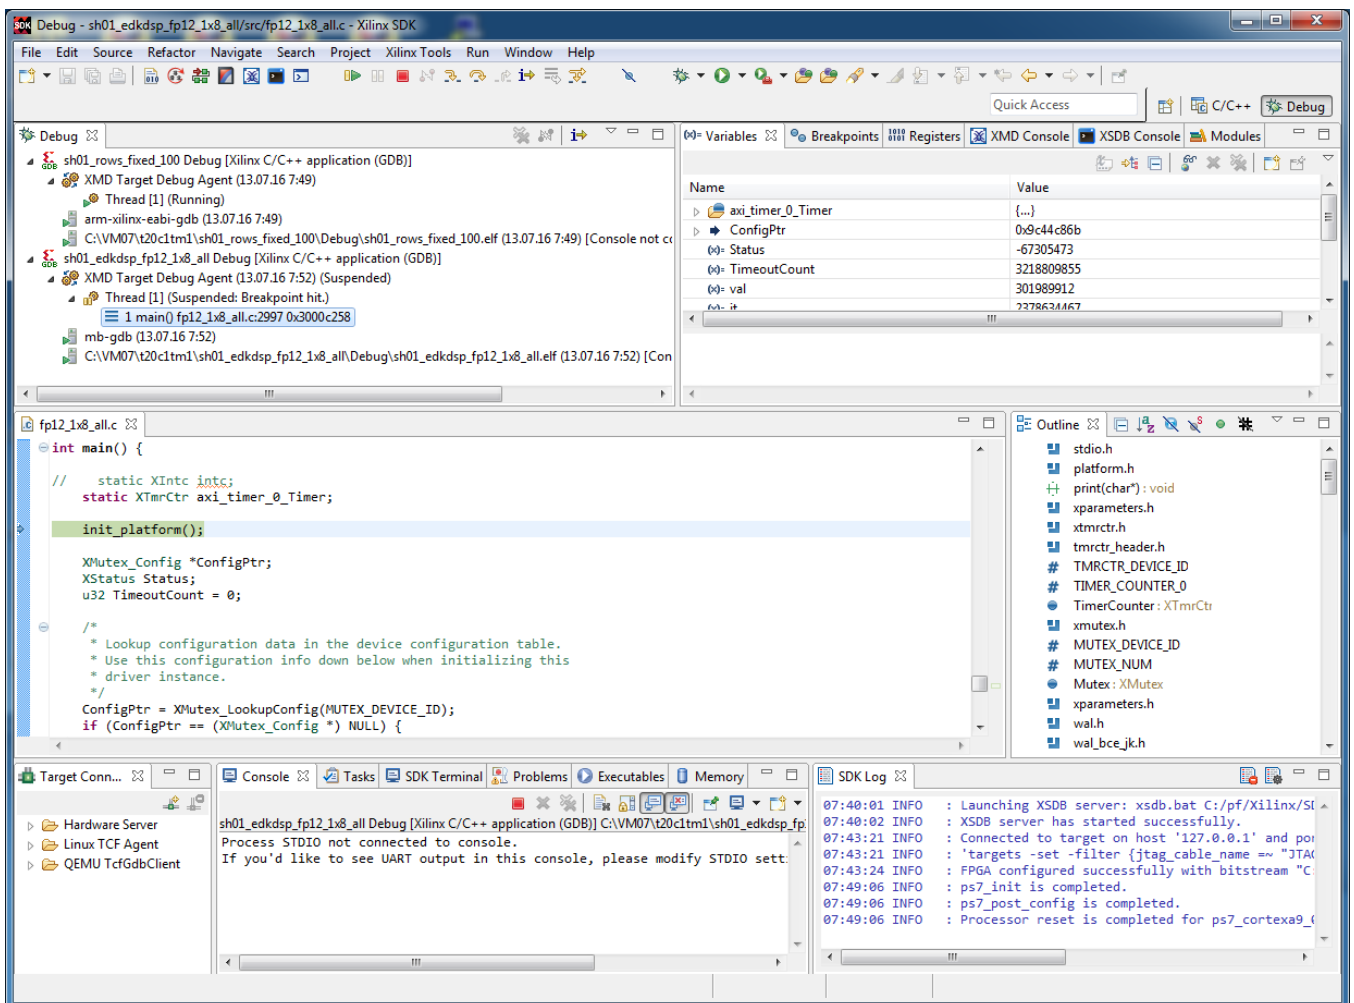 Debug - sh01_edkdsp_fp12_1x8_all/src/fp12_1x8_all.c - Xilinx SDK
File Edit Source Refactor Navigate Search Project Xilinx Tools Run Window Help
Quick Access
C/C++
Debug
Debug
sh01_rows_fixed_100 Debug [Xilinx C/C++ application (GDB)]
XMD Target Debug Agent (13.07.16 7:49)
Thread [1] (Running)
arm-xilinx-eabi-gdb (13.07.16 7:49)
C:\VM07\t20c1tm1\sh01_rows_fixed_100\Debug\sh01_rows_fixed_100.elf (13.07.16 7:49) [Console not co
sh01_edkdsp_fp12_1x8_all Debug [Xilinx C/C++ application (GDB)]
XMD Target Debug Agent (13.07.16 7:52) (Suspended)
Thread [1] (Suspended: Breakpoint hit.)
1 main() fp12_1x8_all.c:2997 0x3000c258
mb-gdb (13.07.16 7:52)
C:\VM07\t20c1tm1\sh01_edkdsp_fp12_1x8_all\Debug\sh01_edkdsp_fp12_1x8_all.elf (13.07.16 7:52) [Con
(x)= Variables Breakpoints Registers XMD Console XSDB Console Modules
Name Value
axi_timer_0_Timer {...}
ConfigPtr 0x9c44c86b
(x)= Status -67305473
(x)= TimeoutCount 3218809855
(x)= val 301989912
(x)= it 2378634467
fp12_1x8_all.c
int main() {
// static XIntc intc;
static XTmrCtr axi_timer_0_Timer;
init_platform();
XMutex_Config *ConfigPtr;
XStatus Status;
u32 TimeoutCount = 0;
/*
* Lookup configuration data in the device configuration table.
* Use this configuration info down below when initializing this
* driver instance.
*/
ConfigPtr = XMutex_LookupConfig(MUTEX_DEVICE_ID);
if (ConfigPtr == (XMutex_Config *) NULL) {
Outline
stdio.h
platform.h
print(char*) : void
xparameters.h
xtmrctr.h
tmrctr_header.h
# TMRCTR_DEVICE_ID
# TIMER_COUNTER_0
TimerCounter : XTmrCtr
xmutex.h
# MUTEX_DEVICE_ID
# MUTEX_NUM
Mutex : XMutex
xparameters.h
wal.h
wal_bce_jk.h
Target Conn...
Hardware Server
Linux TCF Agent
QEMU TcfGdbClient
Console Tasks SDK Terminal Problems Executables Memory
sh01_edkdsp_fp12_1x8_all Debug [Xilinx C/C++ application (GDB)] C:\VM07\t20c1tm1\sh01_edkdsp_fp
Process STDIO not connected to console.
If you'd like to see UART output in this console, please modify STDIO sett
SDK Log
07:40:01 INFO : Launching XSDB server: xsdb.bat C:/pf/Xilinx/SD
07:40:02 INFO : XSDB server has started successfully.
07:43:21 INFO : Connected to target on host '127.0.0.1' and por
07:43:21 INFO : 'targets -set -filter {jtag_cable_name =~ "JTAG
07:43:24 INFO : FPGA configured successfully with bitstream "C:
07:49:06 INFO : ps7_init is completed.
07:49:06 INFO : ps7_post_config is completed.
07:49:06 INFO : Processor reset is completed for ps7_cortexa9_0